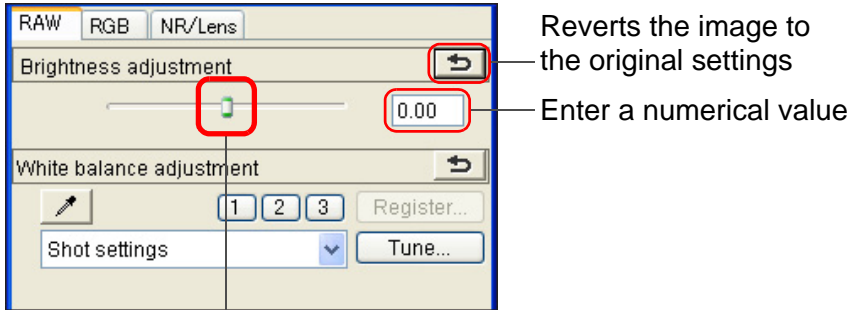 RAW RGB NR/Lens
Brightness adjustment
Reverts the image to
the original settings
0.00
Enter a numerical value
White balance adjustment
1 2 3 Register...
Shot settings Tune...